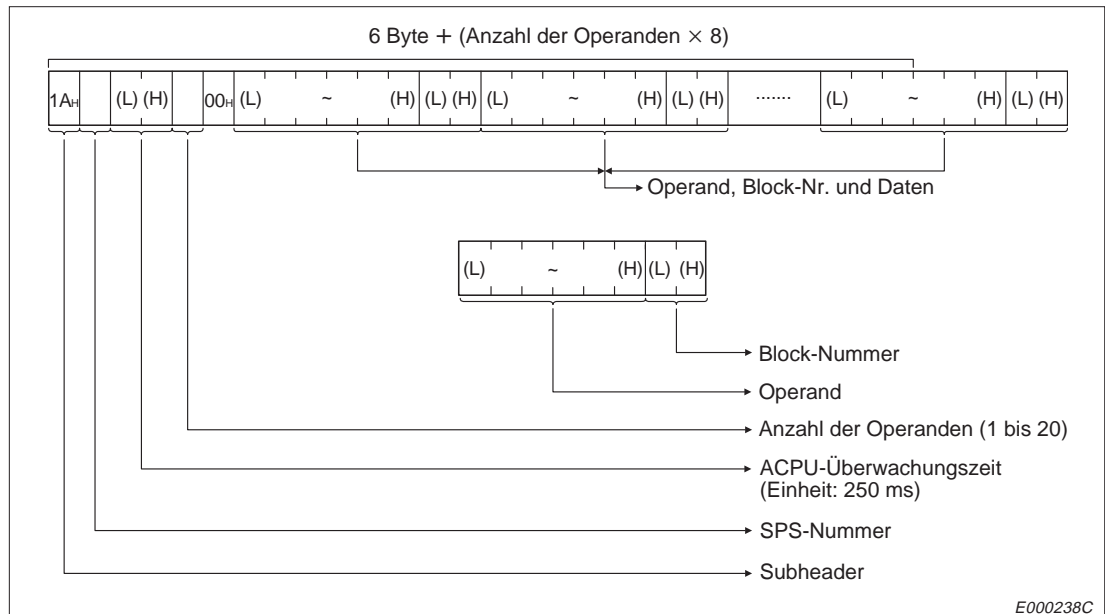 6 Byte + (Anzahl der Operanden × 8)
1AH (L) (H) 00H (L) ~ (H) (L) (H) (L) ~ (H) (L) (H) ....... (L) ~ (H) (L) (H)
Operand, Block-Nr. und Daten
(L) ~ (H) (L) (H)
Block-Nummer
Operand
Anzahl der Operanden (1 bis 20)
ACPU-Überwachungszeit
(Einheit: 250 ms)
SPS-Nummer
Subheader
E000238C